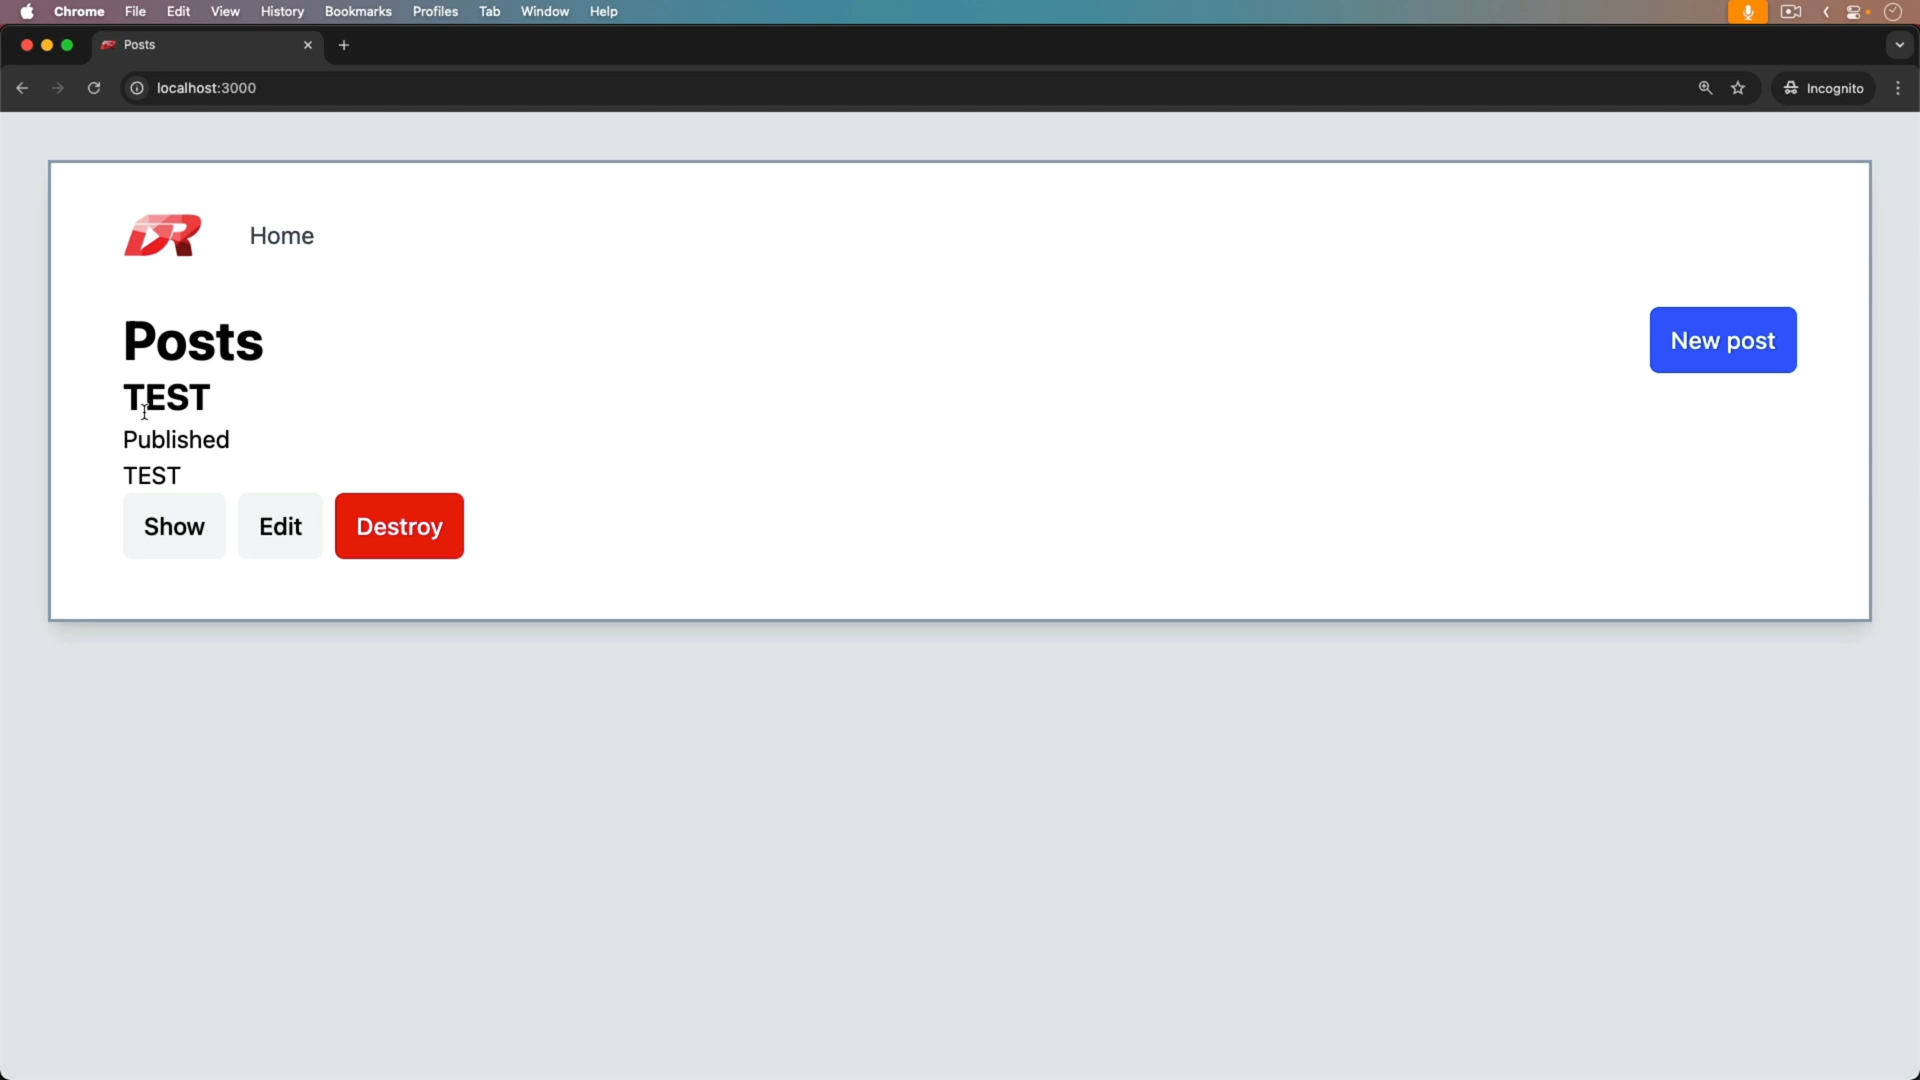 Chrome File Edit View History Bookmarks Profiles Tab Window Help
Posts
localhost:3000
Incognito
DR Home
Posts
New post
TEST
Published
TEST
Show Edit Destroy